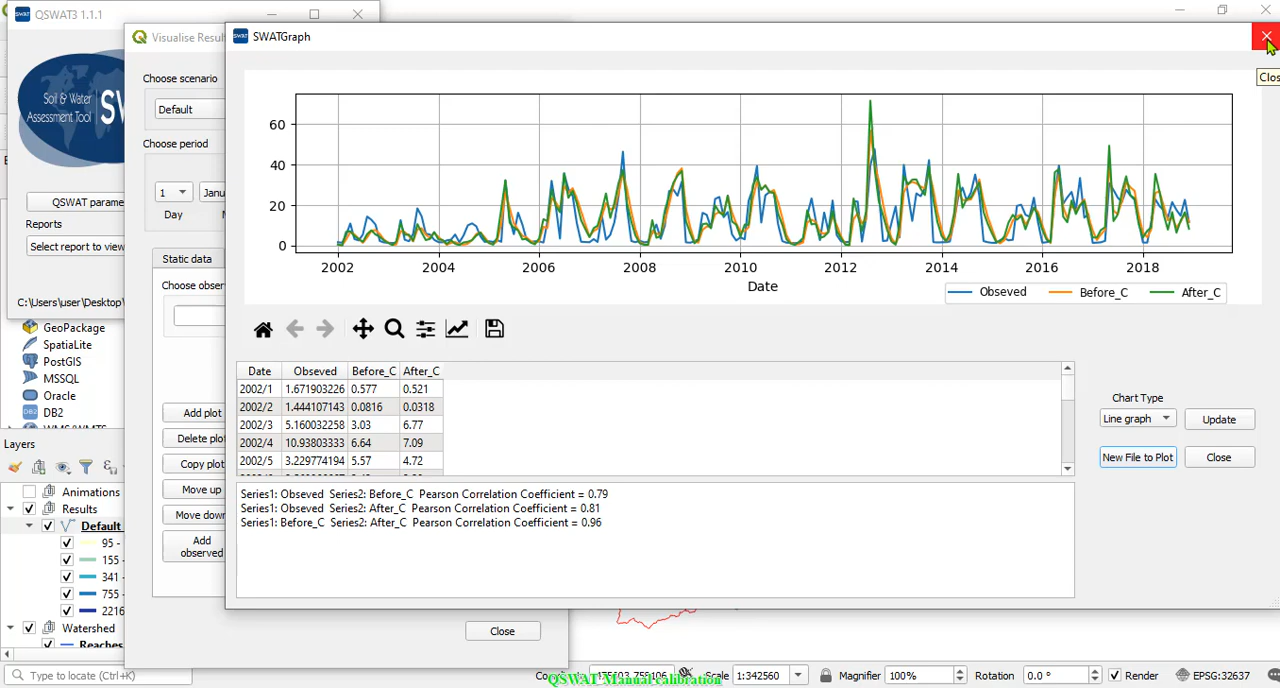 QSWAT3 1.1.1
Visualise Resu
SWATGraph
Clos
Soil & Water
Assessment Tool
SW
Choose scenario
Default
Choose period
1
Janu
Day
QSWAT parame
Reports
Select report to view
Static data
Choose obser
C:\Users\user\Desktop\
60
40
20
0
2002 2004 2006 2008 2010 2012 2014 2016 2018
Date
Obseved Before_C After_C
GeoPackage
SpatiaLite
PostGIS
MSSQL
Oracle
DB2
WMS/WMTS
Add plot
Delete plot
Copy plot
Move up
Move down
Add
observed
Date Obseved Before_C After_C
2002/1 1.671903226 0.577 0.521
2002/2 1.444107143 0.0816 0.0318
2002/3 5.160032258 3.03 6.77
2002/4 10.93803333 6.64 7.09
2002/5 3.229774194 5.57 4.72
Chart Type
Line graph
Update
New File to Plot
Close
Series1: Obseved Series2: Before_C Pearson Correlation Coefficient = 0.79
Series1: Obseved Series2: After_C Pearson Correlation Coefficient = 0.81
Series1: Before_C Series2: After_C Pearson Correlation Coefficient = 0.96
Layers
Animations
Results
Default
95 -
155 -
341 -
755 -
2216
Watershed
Reaches
Close
Type to locate (Ctrl+K)
QSWAT Manual calibration
Scale 1:342560
Magnifier 100%
Rotation 0.0 °
Render
EPSG:32637